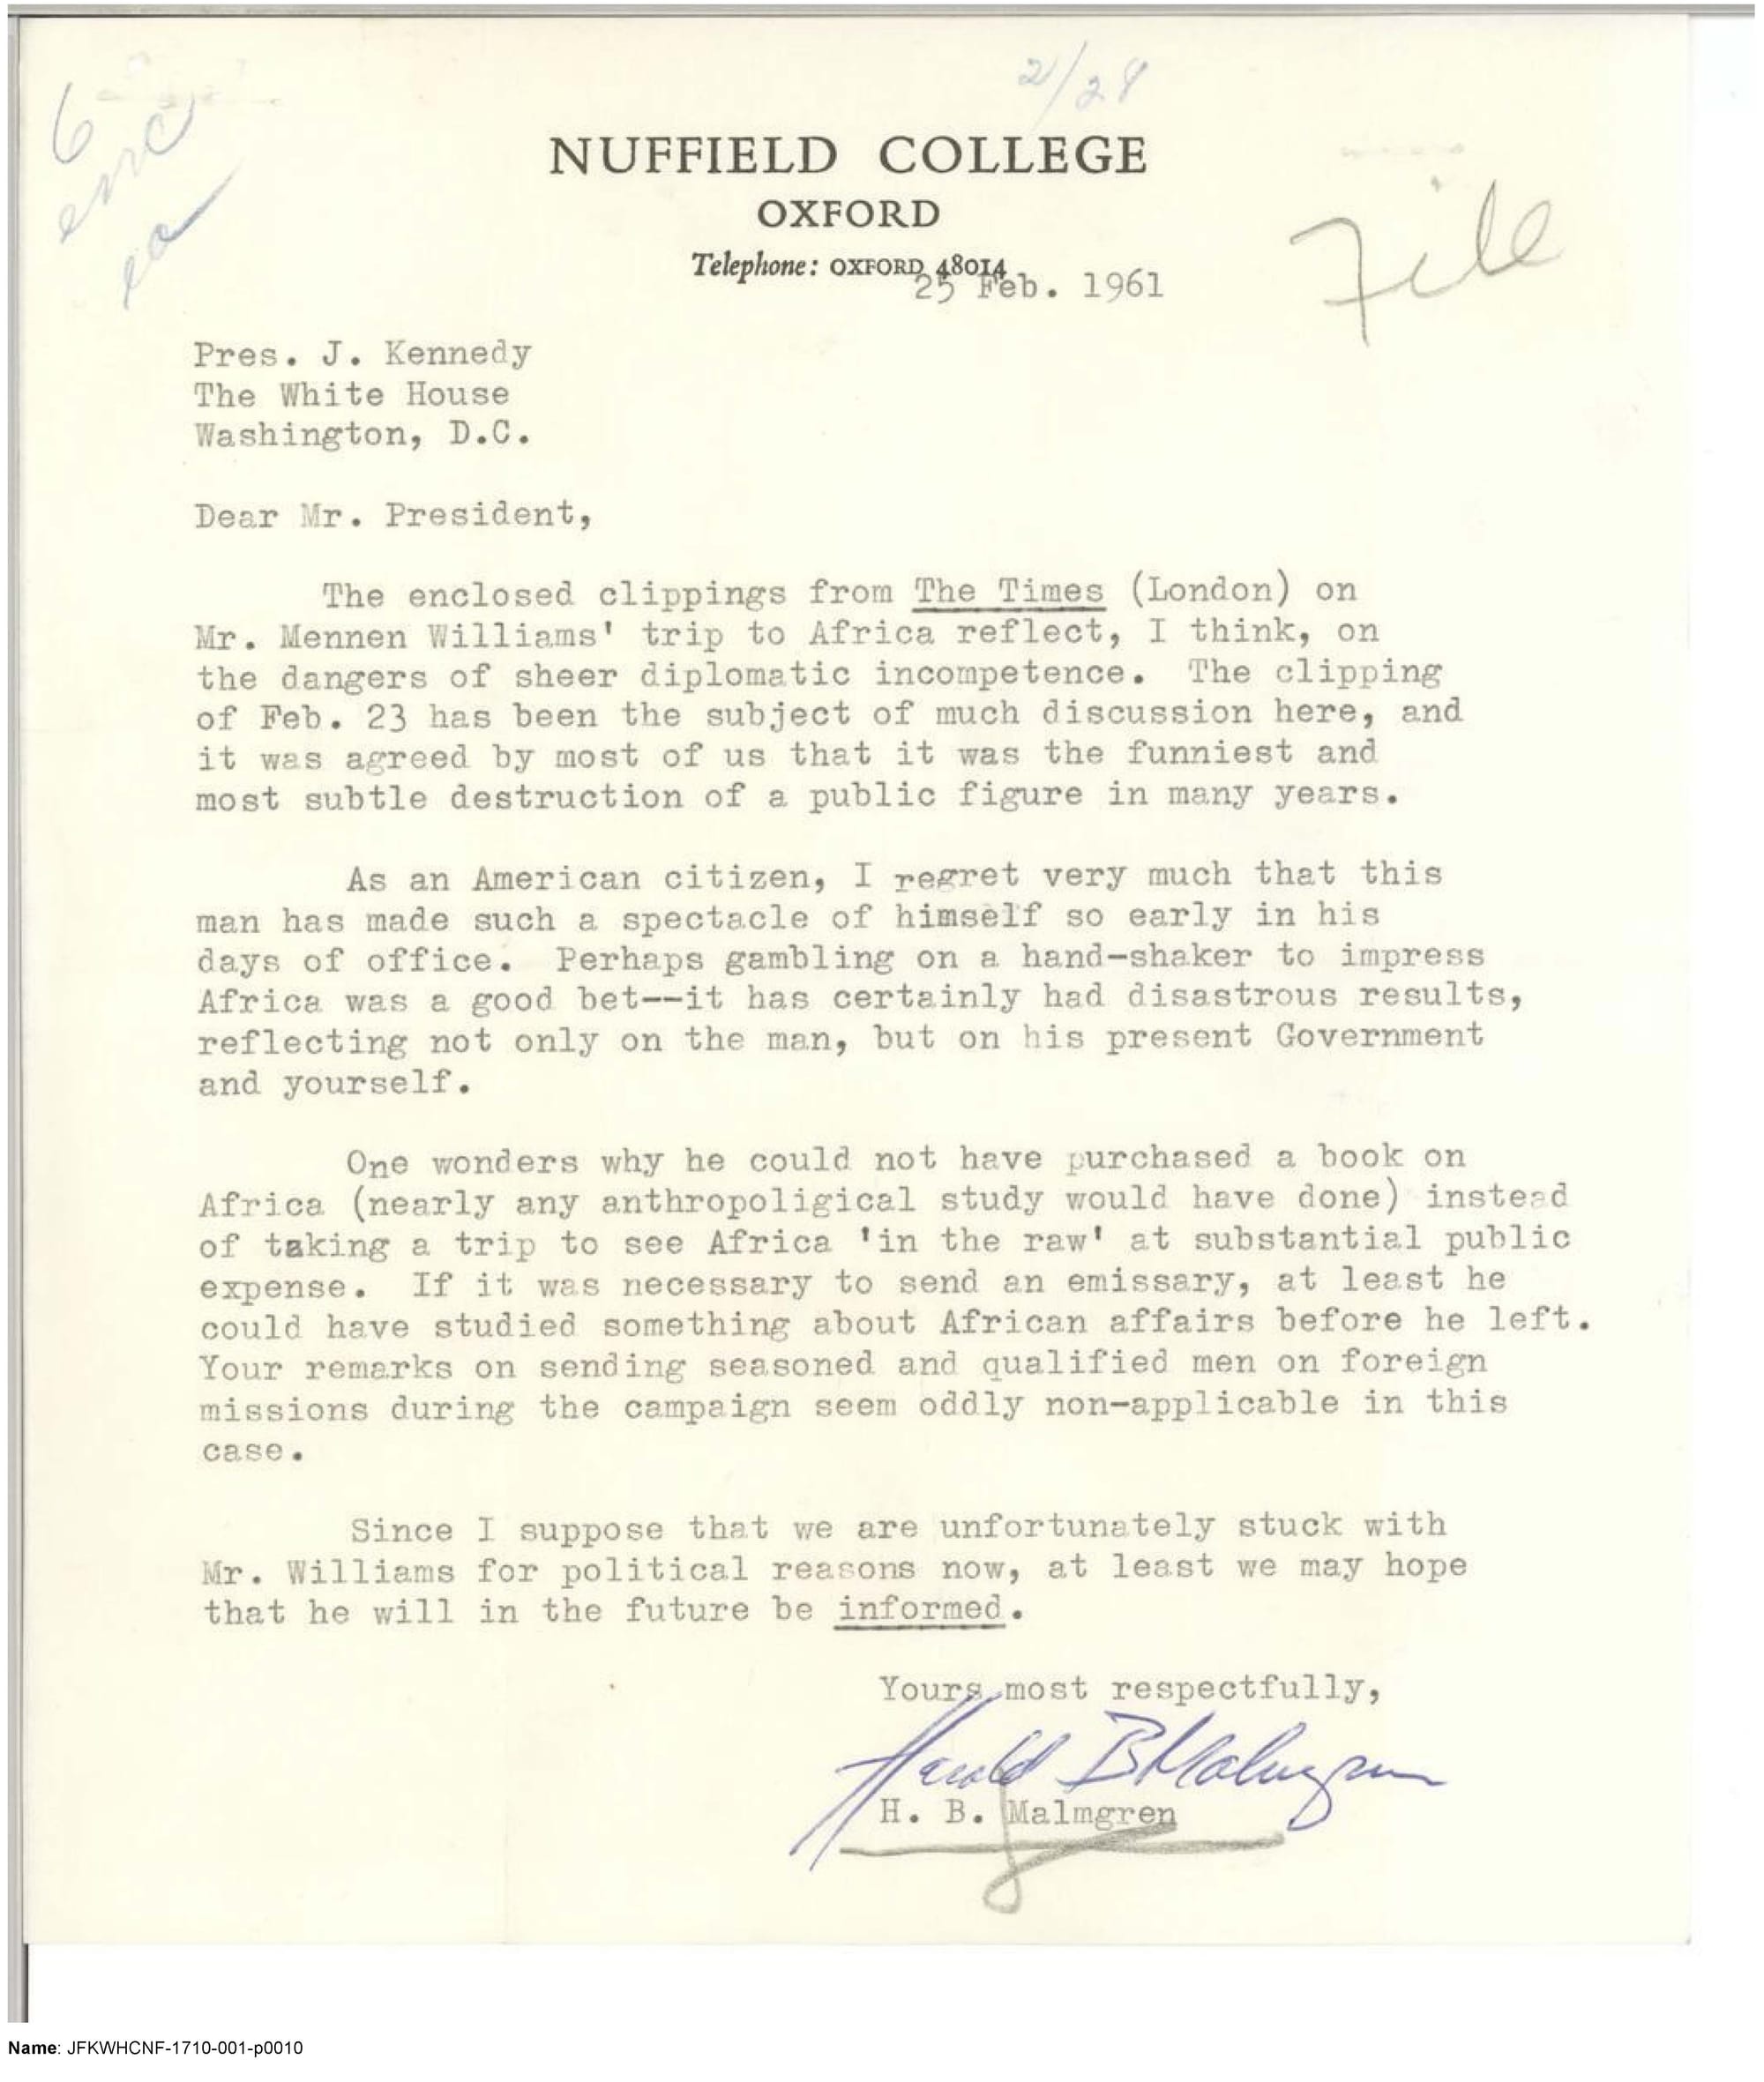 2/28
6
enc
ea
NUFFIELD COLLEGE
OXFORD
Telephone: OXFORD 48014
25 Feb. 1961
File
Pres. J. Kennedy
The White House
Washington, D.C.
Dear Mr. President,
The enclosed clippings from The Times (London) on
Mr. Mennen Williams' trip to Africa reflect, I think, on
the dangers of sheer diplomatic incompetence. The clipping
of Feb. 23 has been the subject of much discussion here, and
it was agreed by most of us that it was the funniest and
most subtle destruction of a public figure in many years.
As an American citizen, I regret very much that this
man has made such a spectacle of himself so early in his
days of office. Perhaps gambling on a hand-shaker to impress
Africa was a good bet--it has certainly had disastrous results,
reflecting not only on the man, but on his present Government
and yourself.
One wonders why he could not have purchased a book on
Africa (nearly any anthropoligical study would have done) instead
of taking a trip to see Africa 'in the raw' at substantial public
expense. If it was necessary to send an emissary, at least he
could have studied something about African affairs before he left.
Your remarks on sending seasoned and qualified men on foreign
missions during the campaign seem oddly non-applicable in this
case.
Since I suppose that we are unfortunately stuck with
Mr. Williams for political reasons now, at least we may hope
that he will in the future be informed.
Yours most respectfully,
Harold B Malmgren
H. B. Malmgren
Name: JFKWHCNF-1710-001-p0010